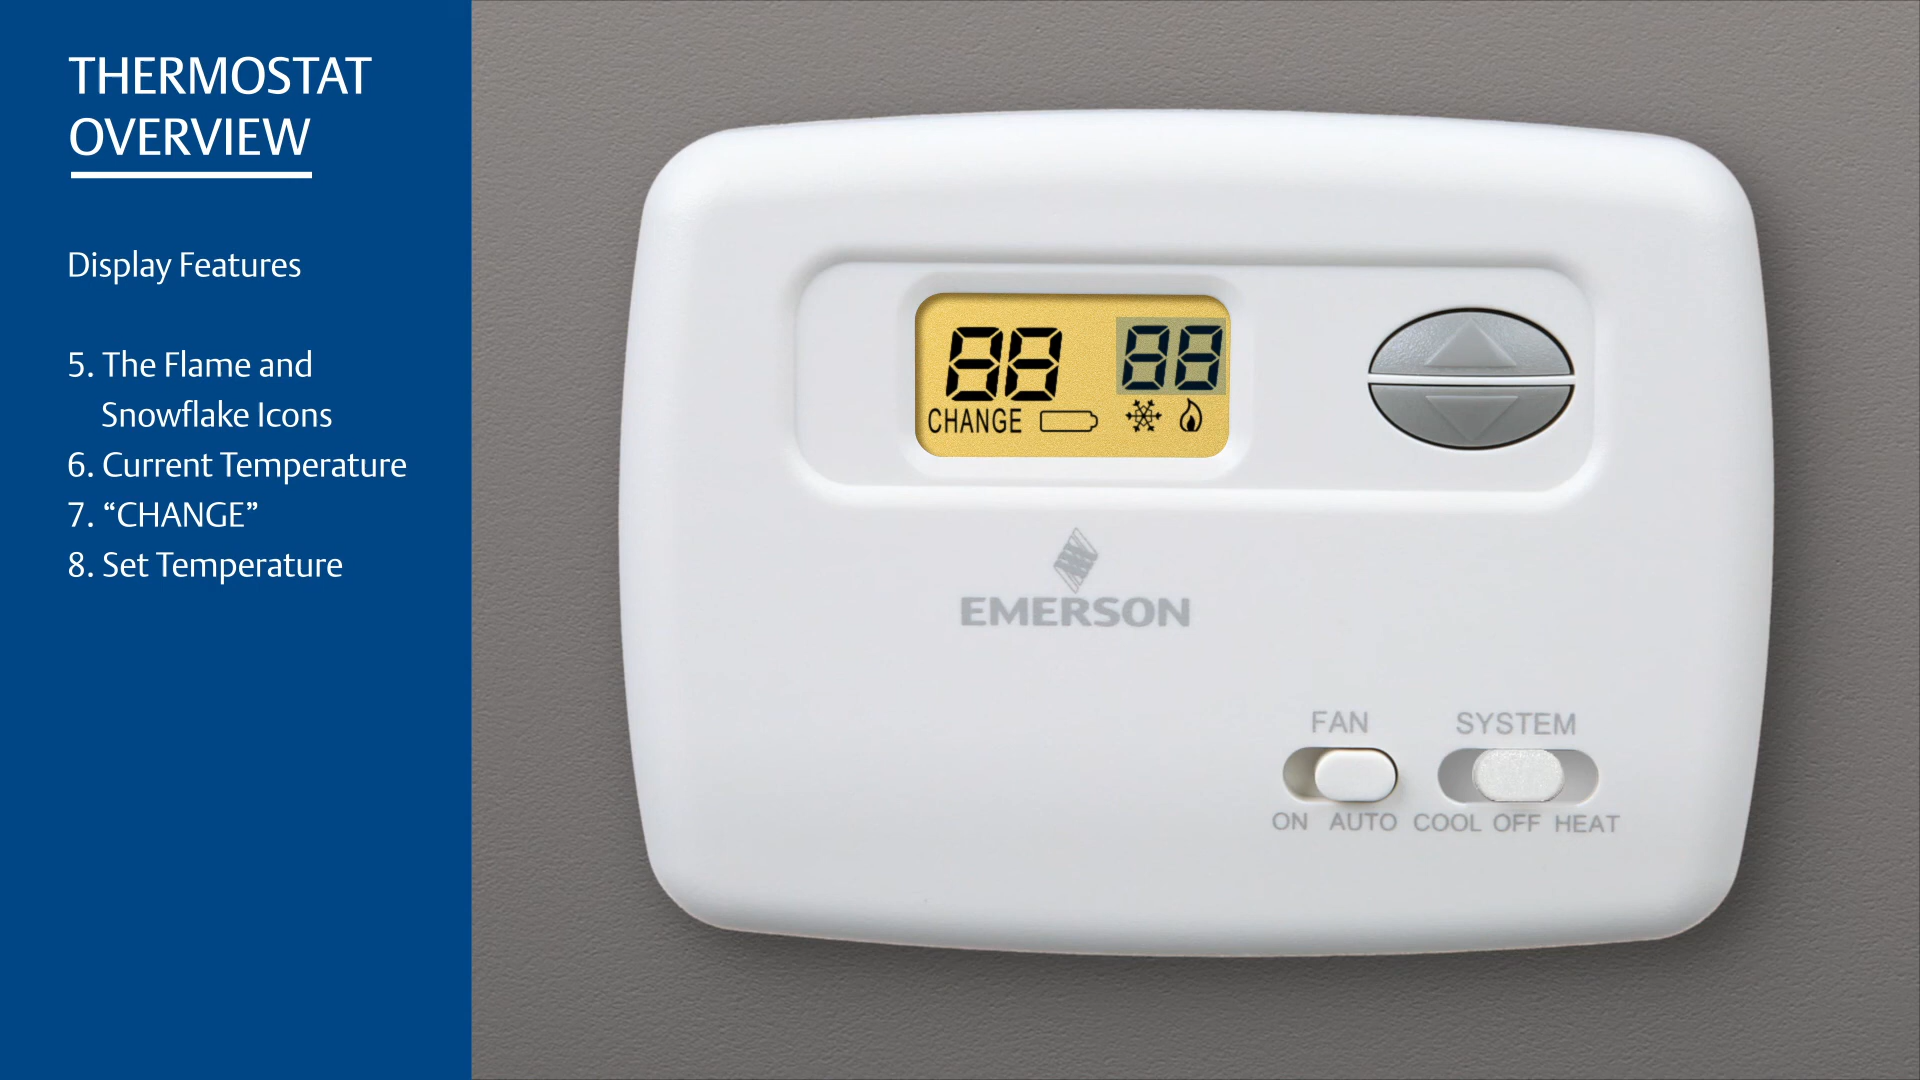 THERMOSTAT
OVERVIEW
Display Features
5. The Flame and
Snowflake Icons
6. Current Temperature
7. “CHANGE”
8. Set Temperature
88 88
CHANGE
EMERSON
FAN SYSTEM
ON AUTO COOL OFF HEAT